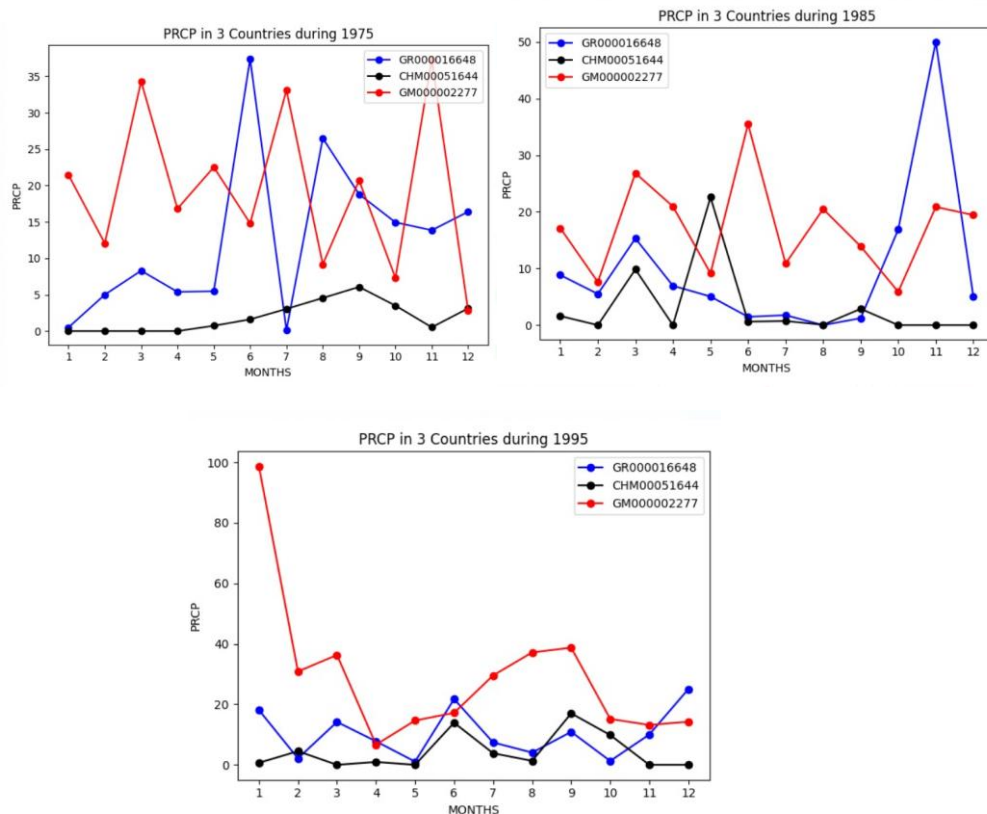 PRCP in 3 Countries during 1975
GR000016648
CHM00051644
GM000002277
35
30
25
20
15
10
5
0
PRCP
1 2 3 4 5 6 7 8 9 10 11 12
MONTHS
PRCP in 3 Countries during 1985
GR000016648
CHM00051644
GM000002277
50
40
30
20
10
0
PRCP
1 2 3 4 5 6 7 8 9 10 11 12
MONTHS
PRCP in 3 Countries during 1995
GR000016648
CHM00051644
GM000002277
100
80
60
40
20
0
PRCP
1 2 3 4 5 6 7 8 9 10 11 12
MONTHS